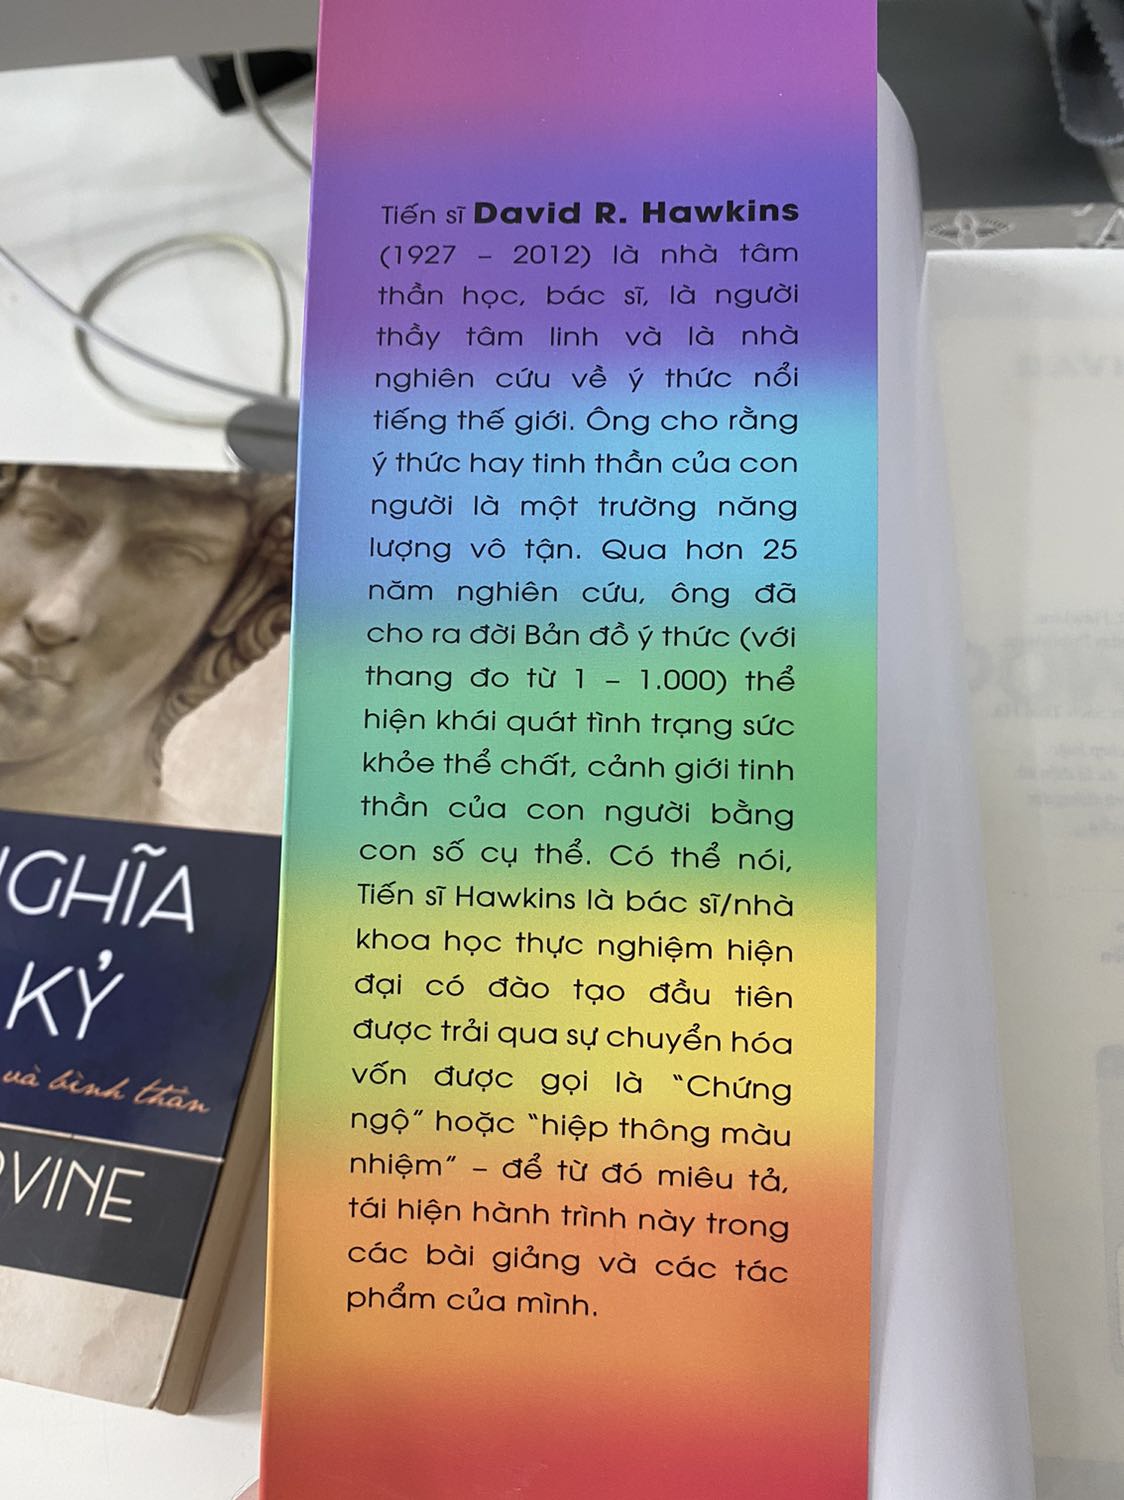 Tiến sĩ David R. Hawkins
(1927 – 2012) là nhà tâm
thần học, bác sĩ, là người
thầy tâm linh và là nhà
nghiên cứu về ý thức nổi
tiếng thế giới. Ông cho rằng
ý thức hay tinh thần của con
người là một trường năng
lượng vô tận. Qua hơn 25
năm nghiên cứu, ông đã
cho ra đời Bản đồ ý thức (với
thang đo từ 1 – 1.000) thể
hiện khái quát tình trạng sức
khỏe thể chất, cảnh giới tinh
thần của con người bằng
con số cụ thể. Có thể nói,
Tiến sĩ Hawkins là bác sĩ/nhà
khoa học thực nghiệm hiện
đại có đào tạo đầu tiên
được trải qua sự chuyển hóa
vốn được gọi là “Chứng
ngộ” hoặc “hiệp thông màu
nhiệm” – để từ đó miêu tả,
tái hiện hành trình này trong
các bài giảng và các tác
phẩm của mình.
NGHĨA
KỶ
và bình thản
OVINE